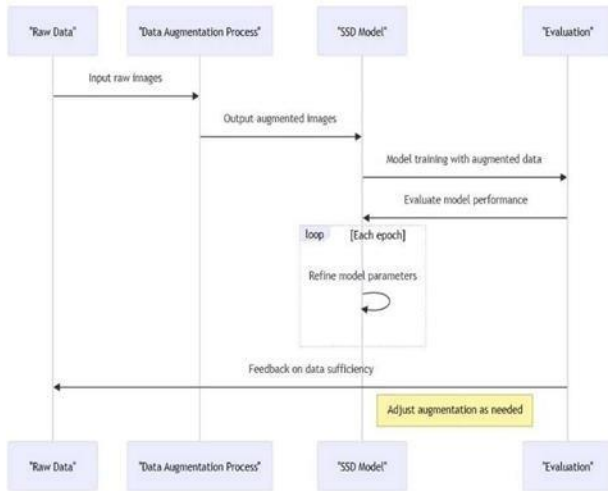 "Raw Data" "Data Augmentation Process" "SSD Model" "Evaluation"
Input raw images
Output augmented images
Model training with augmented data
Evaluate model performance
loop [Each epoch]
Refine model parameters
Feedback on data sufficiency
Adjust augmentation as needed
"Raw Data" "Data Augmentation Process" "SSD Model" "Evaluation"